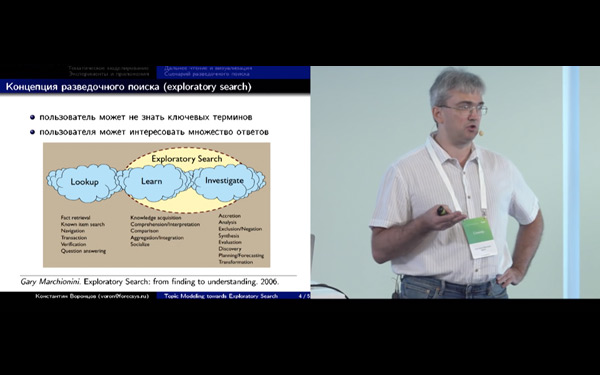 Тематическое моделирование
Эксперименты и приложения
Дальнее чтение и визуализация
Сценарий разведочного поиска
Концепция разведочного поиска (exploratory search)
пользователь может не знать ключевых терминов
пользователя может интересовать множество ответов
Exploratory Search
Lookup
Learn
Investigate
Fact retrieval
Known item search
Navigation
Transaction
Verification
Question answering
Knowledge acquisition
Comprehension/Interpretation
Comparison
Aggregation/Integration
Socialize
Accretion
Analysis
Exclusion/Negation
Synthesis
Evaluation
Discovery
Planning/Forecasting
Transformation
Gary Marchionini. Exploratory Search: from finding to understanding. 2006.
Константин Воронцов (voron@forecsys.ru)
Topic Modeling towards Exploratory Search
4 / 5